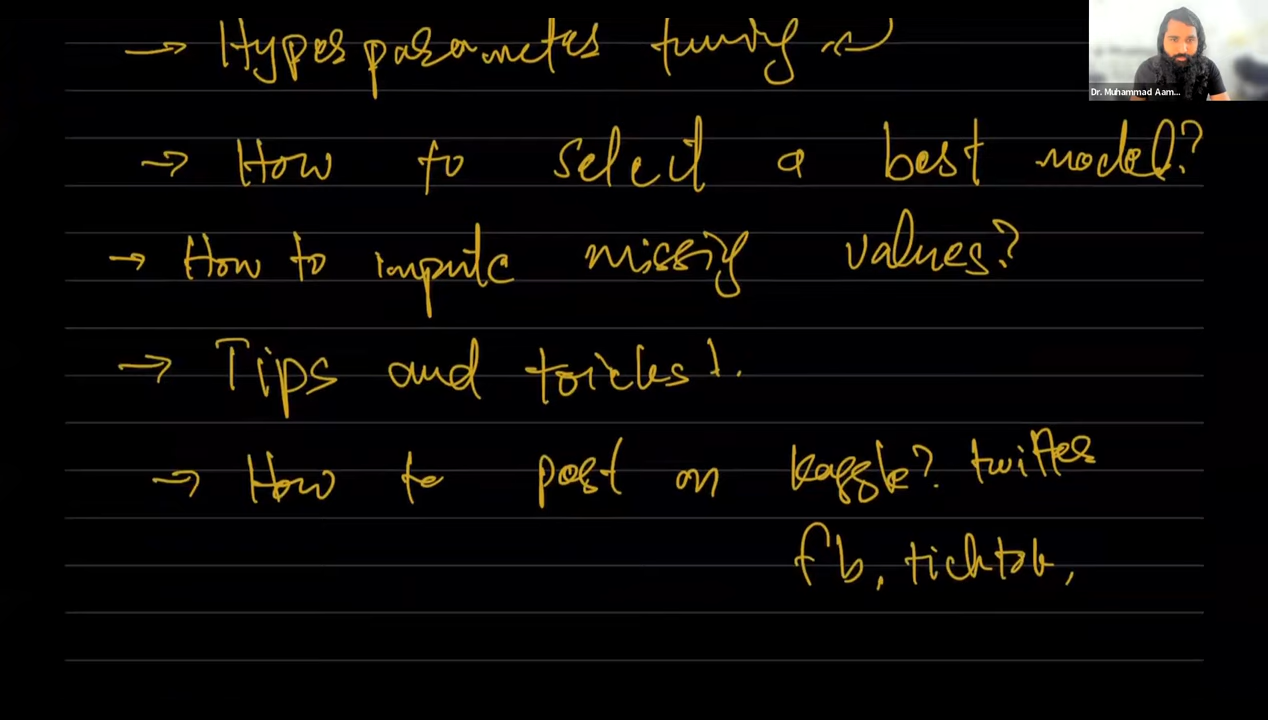 Dr. Muhammad Aam...
→ Hyperparameters tuning
→ How to select a best model?
→ How to impute missing values?
→ Tips and tricks!.
→ How to post on kaggle? twitter
fb, ticktok,